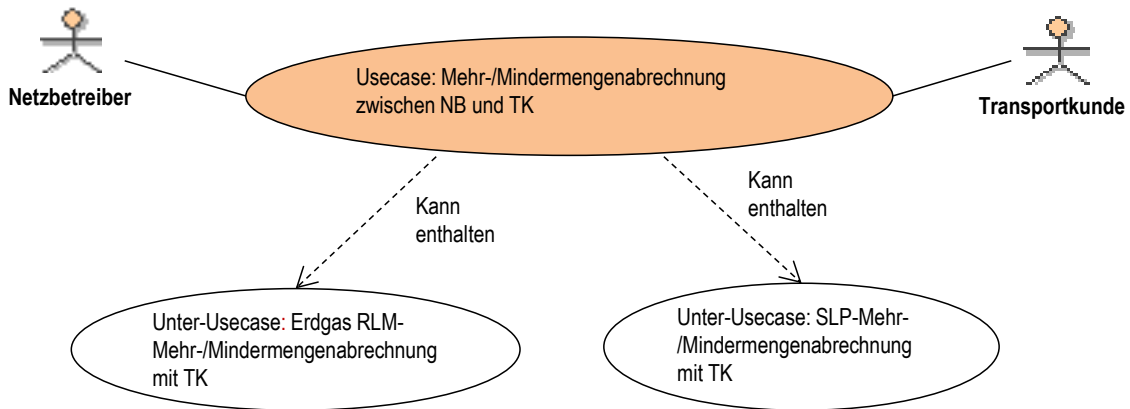 Netzbetreiber
Usecase: Mehr-/Mindermengenabrechnung
zwischen NB und TK
Transportkunde
Kann
enthalten
Kann
enthalten
Unter-Usecase: Erdgas RLM-
Mehr-/Mindermengenabrechnung
mit TK
Unter-Usecase: SLP-Mehr-
/Mindermengenabrechnung
mit TK